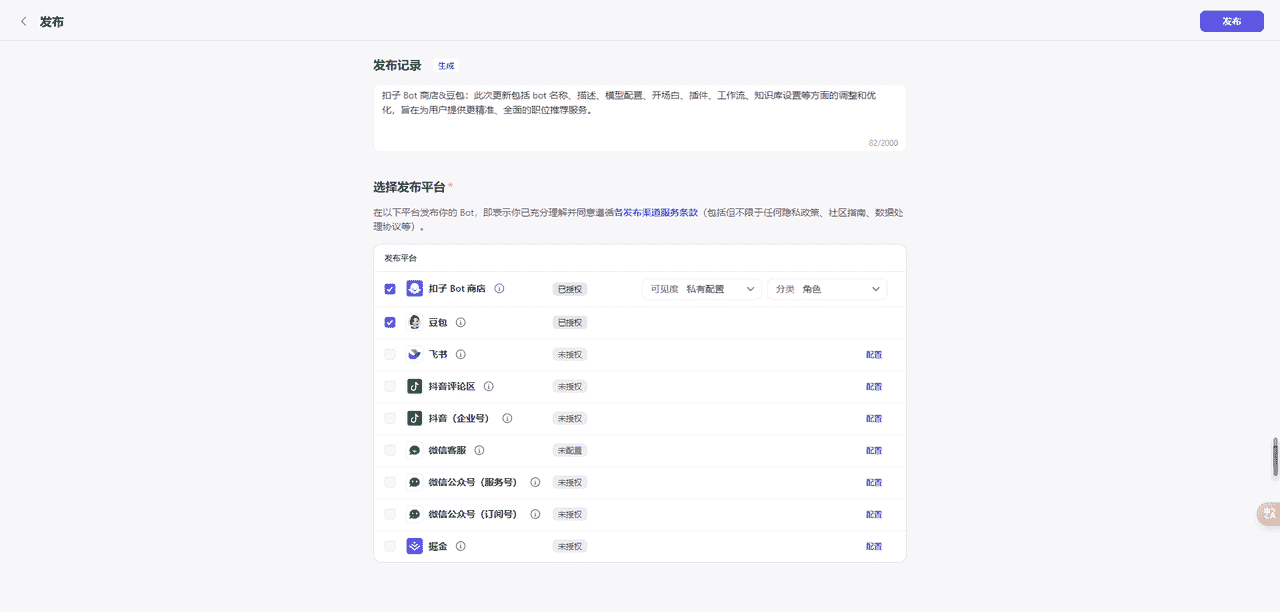 发布
发布
发布记录 生成
扣子 Bot 商店&豆包：此次更新包括 bot 名称、描述、模型配置、开场白、插件、工作流、知识库设置等方面的调整和优
化，旨在为用户提供更精准、全面的职位推荐服务。
82/2000
选择发布平台*
在以下平台发布你的 Bot，即表示你已充分理解并同意遵循各发布渠道服务条款（包括但不限于任何隐私政策、社区指南、数据处
理协议等）。
发布平台
扣子 Bot 商店 已授权 可见度 私有配置 分类 角色
豆包 已授权
飞书 未授权 配置
抖音评论区 未授权 配置
抖音（企业号） 未授权 配置
微信客服 未配置 配置
微信公众号（服务号） 未授权 配置
微信公众号（订阅号） 未授权 配置
掘金 未授权 配置